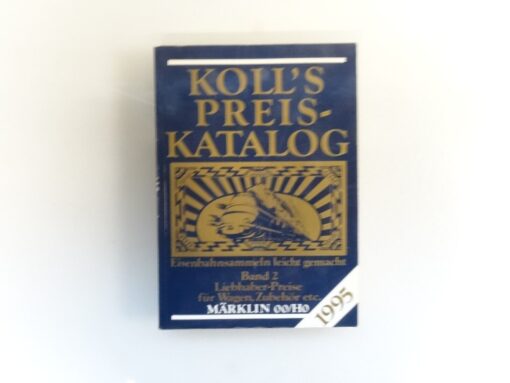 KOLL'S
PREIS-
KATALOG
Eisenbahnsammeln leicht gemacht
Band 2
Liebhaber-Preise
für Wagen, Zubehör etc.
MÄRKLIN 00/H0
1995